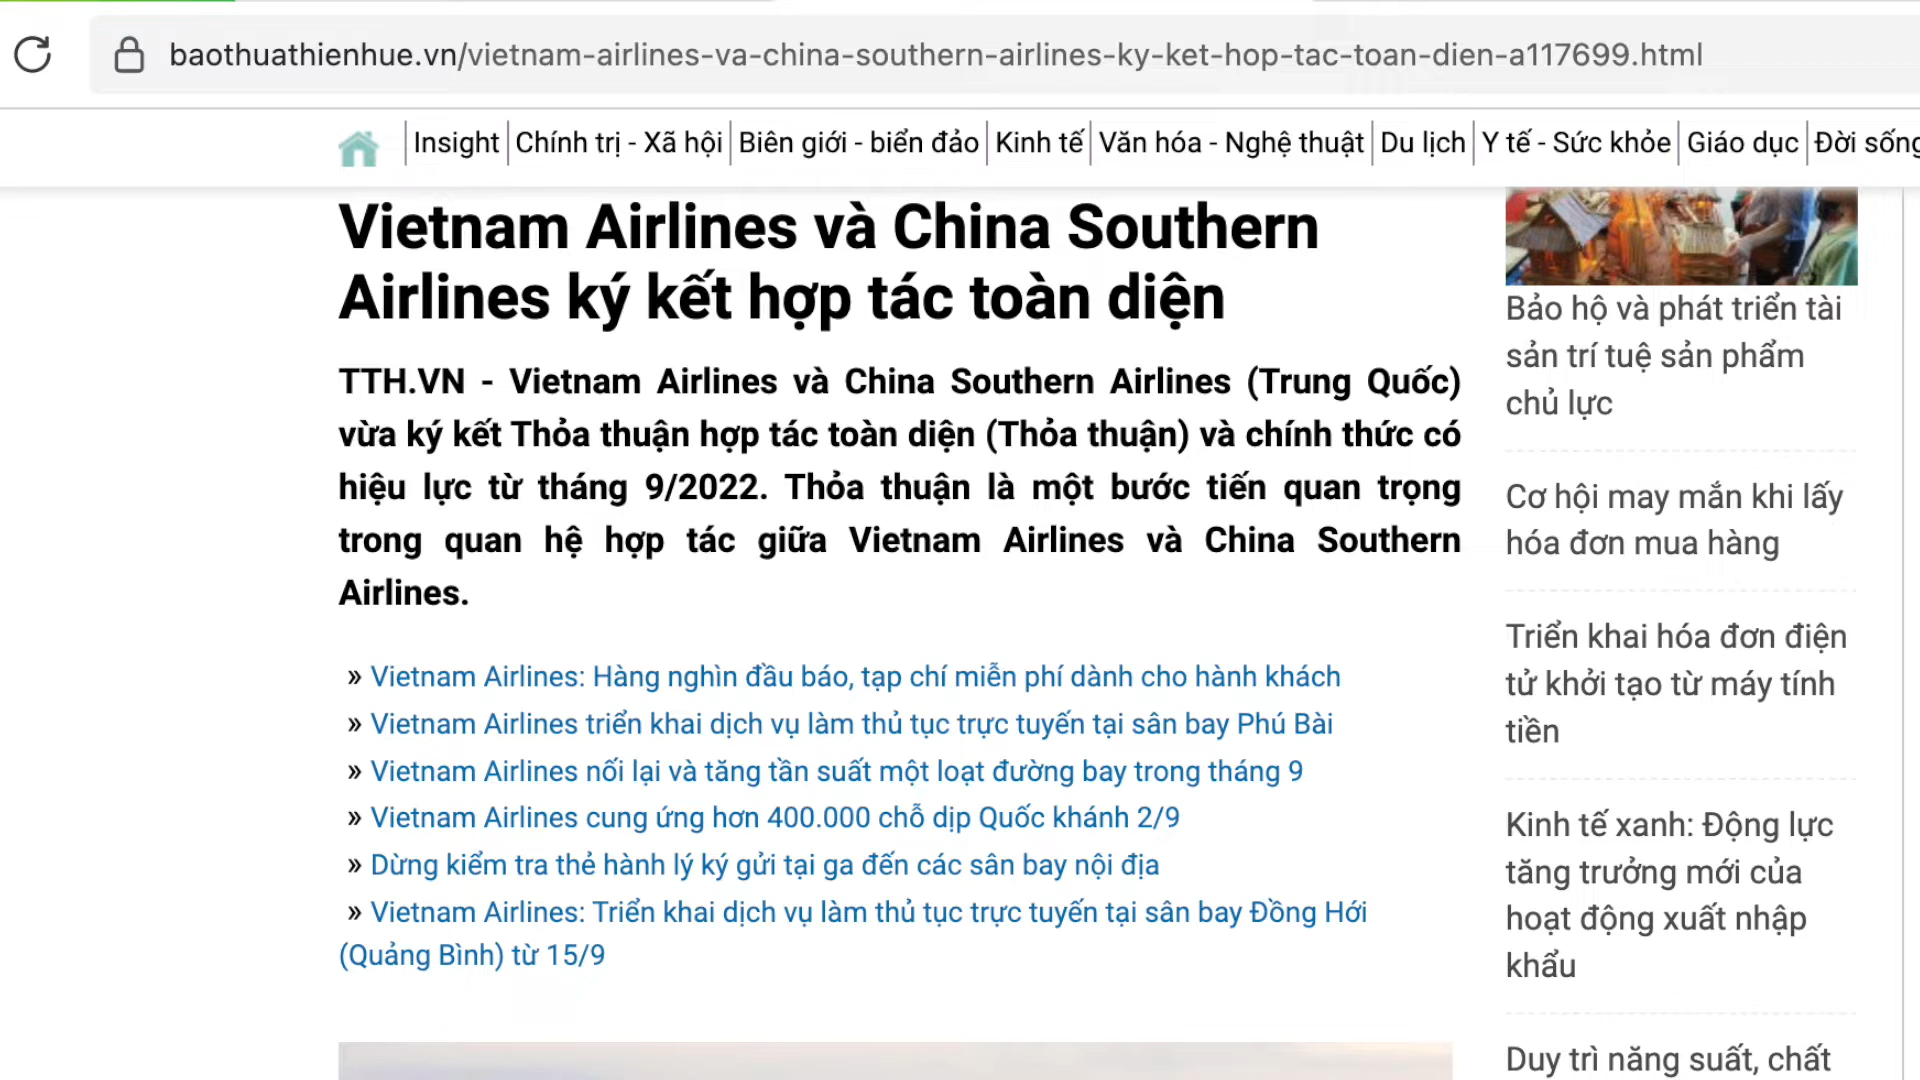 baothuathienhue.vn/vietnam-airlines-va-china-southern-airlines-ky-ket-hop-tac-toan-dien-a117699.html
Insight Chính trị - Xã hội Biên giới - biển đảo Kinh tế Văn hóa - Nghệ thuật Du lịch Y tế - Sức khỏe Giáo dục Đời sống
Vietnam Airlines và China Southern
Airlines ký kết hợp tác toàn diện
TTH.VN - Vietnam Airlines và China Southern Airlines (Trung Quốc)
vừa ký kết Thỏa thuận hợp tác toàn diện (Thỏa thuận) và chính thức có
hiệu lực từ tháng 9/2022. Thỏa thuận là một bước tiến quan trọng
trong quan hệ hợp tác giữa Vietnam Airlines và China Southern
Airlines.
» Vietnam Airlines: Hàng nghìn đầu báo, tạp chí miễn phí dành cho hành khách
» Vietnam Airlines triển khai dịch vụ làm thủ tục trực tuyến tại sân bay Phú Bài
» Vietnam Airlines nối lại và tăng tần suất một loạt đường bay trong tháng 9
» Vietnam Airlines cung ứng hơn 400.000 chỗ dịp Quốc khánh 2/9
» Dừng kiểm tra thẻ hành lý ký gửi tại ga đến các sân bay nội địa
» Vietnam Airlines: Triển khai dịch vụ làm thủ tục trực tuyến tại sân bay Đồng Hới
(Quảng Bình) từ 15/9
Bảo hộ và phát triển tài
sản trí tuệ sản phẩm
chủ lực
Cơ hội may mắn khi lấy
hóa đơn mua hàng
Triển khai hóa đơn điện
tử khởi tạo từ máy tính
tiền
Kinh tế xanh: Động lực
tăng trưởng mới của
hoạt động xuất nhập
khẩu
Duy trì năng suất, chất